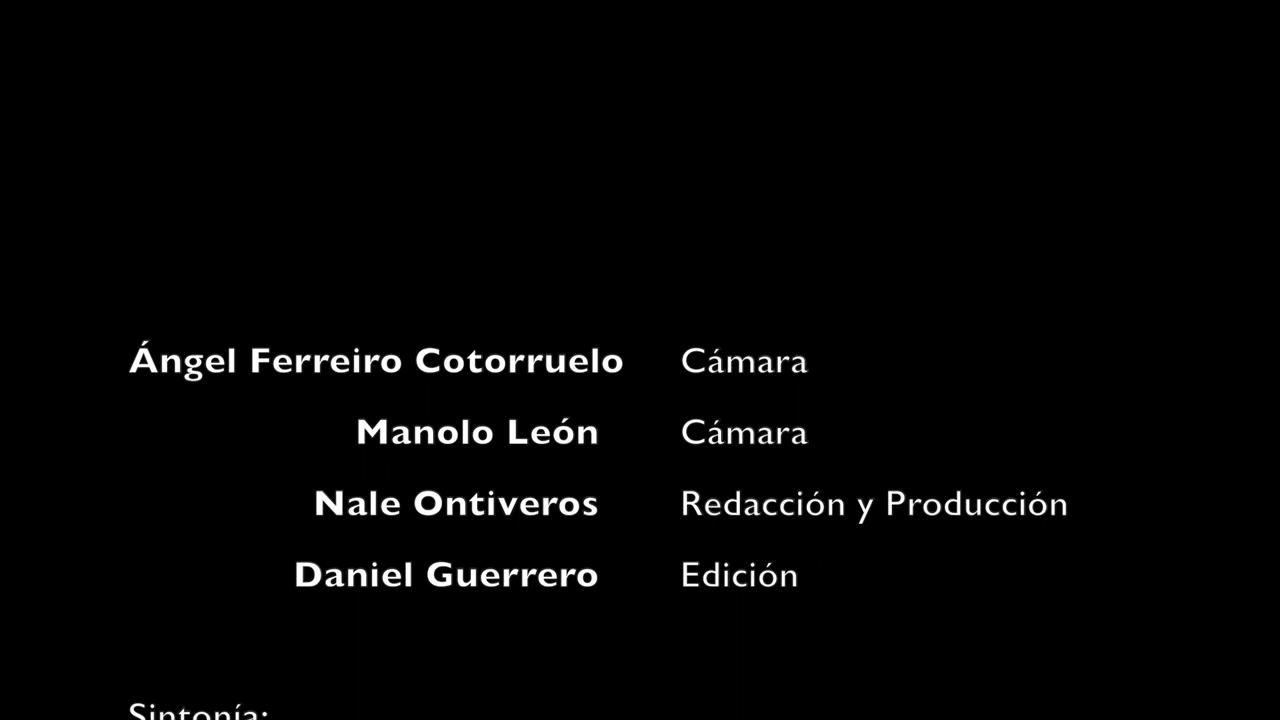 Ángel Ferreiro Cotorruelo Cámara
Manolo León Cámara
Nale Ontiveros Redacción y Producción
Daniel Guerrero Edición
Sintonía: